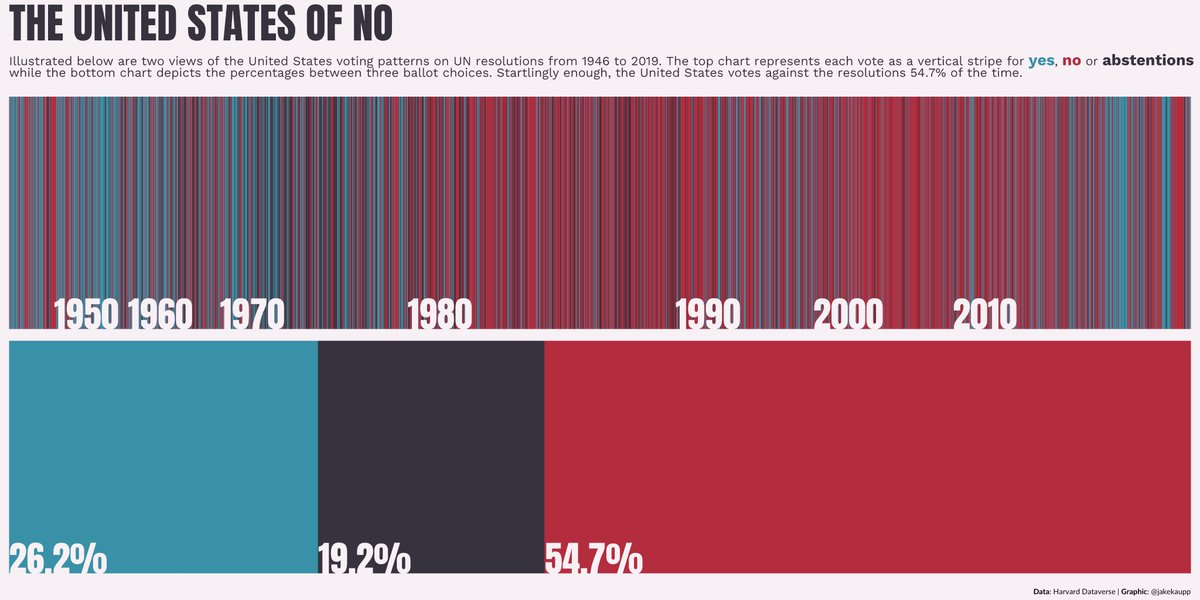 THE UNITED STATES OF NO
Illustrated below are two views of the United States voting patterns on UN resolutions from 1946 to 2019. The top chart represents each vote as a vertical stripe for yes, no or abstentions
while the bottom chart depicts the percentages between three ballot choices. Startlingly enough, the United States votes against the resolutions 54.7% of the time.
1950 1960 1970 1980 1990 2000 2010
26.2% 19.2% 54.7%
Data: Harvard Dataverse | Graphic: @jakekaupp